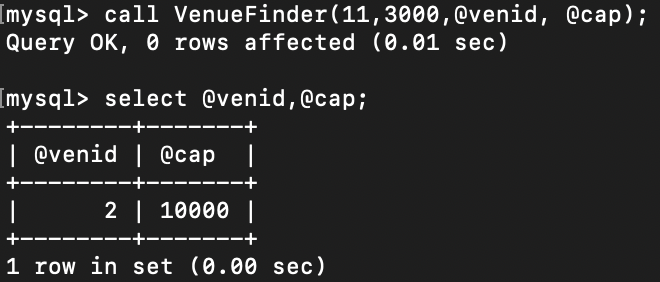 [mysql> call VenueFinder(11,3000,@venid, @cap);
Query OK, 0 rows affected (0.01 sec)
[mysql> select @venid,@cap;
+--------+-------+
| @venid | @cap  |
+--------+-------+
|      2 | 10000 |
+--------+-------+
1 row in set (0.00 sec)